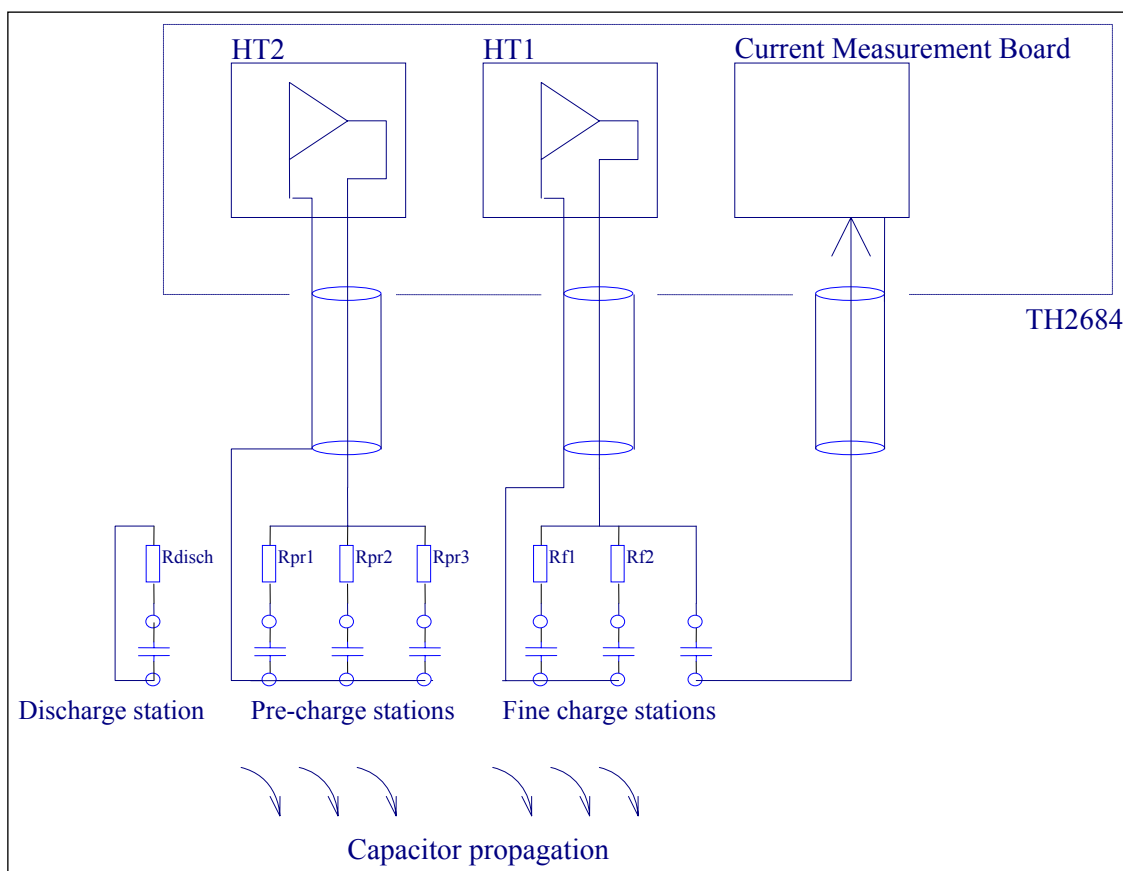 HT2
HT1
Current Measurement Board
TH2684
Rdisch
Rpr1
Rpr2
Rpr3
Rf1
Rf2
Discharge station
Pre-charge stations
Fine charge stations
Capacitor propagation